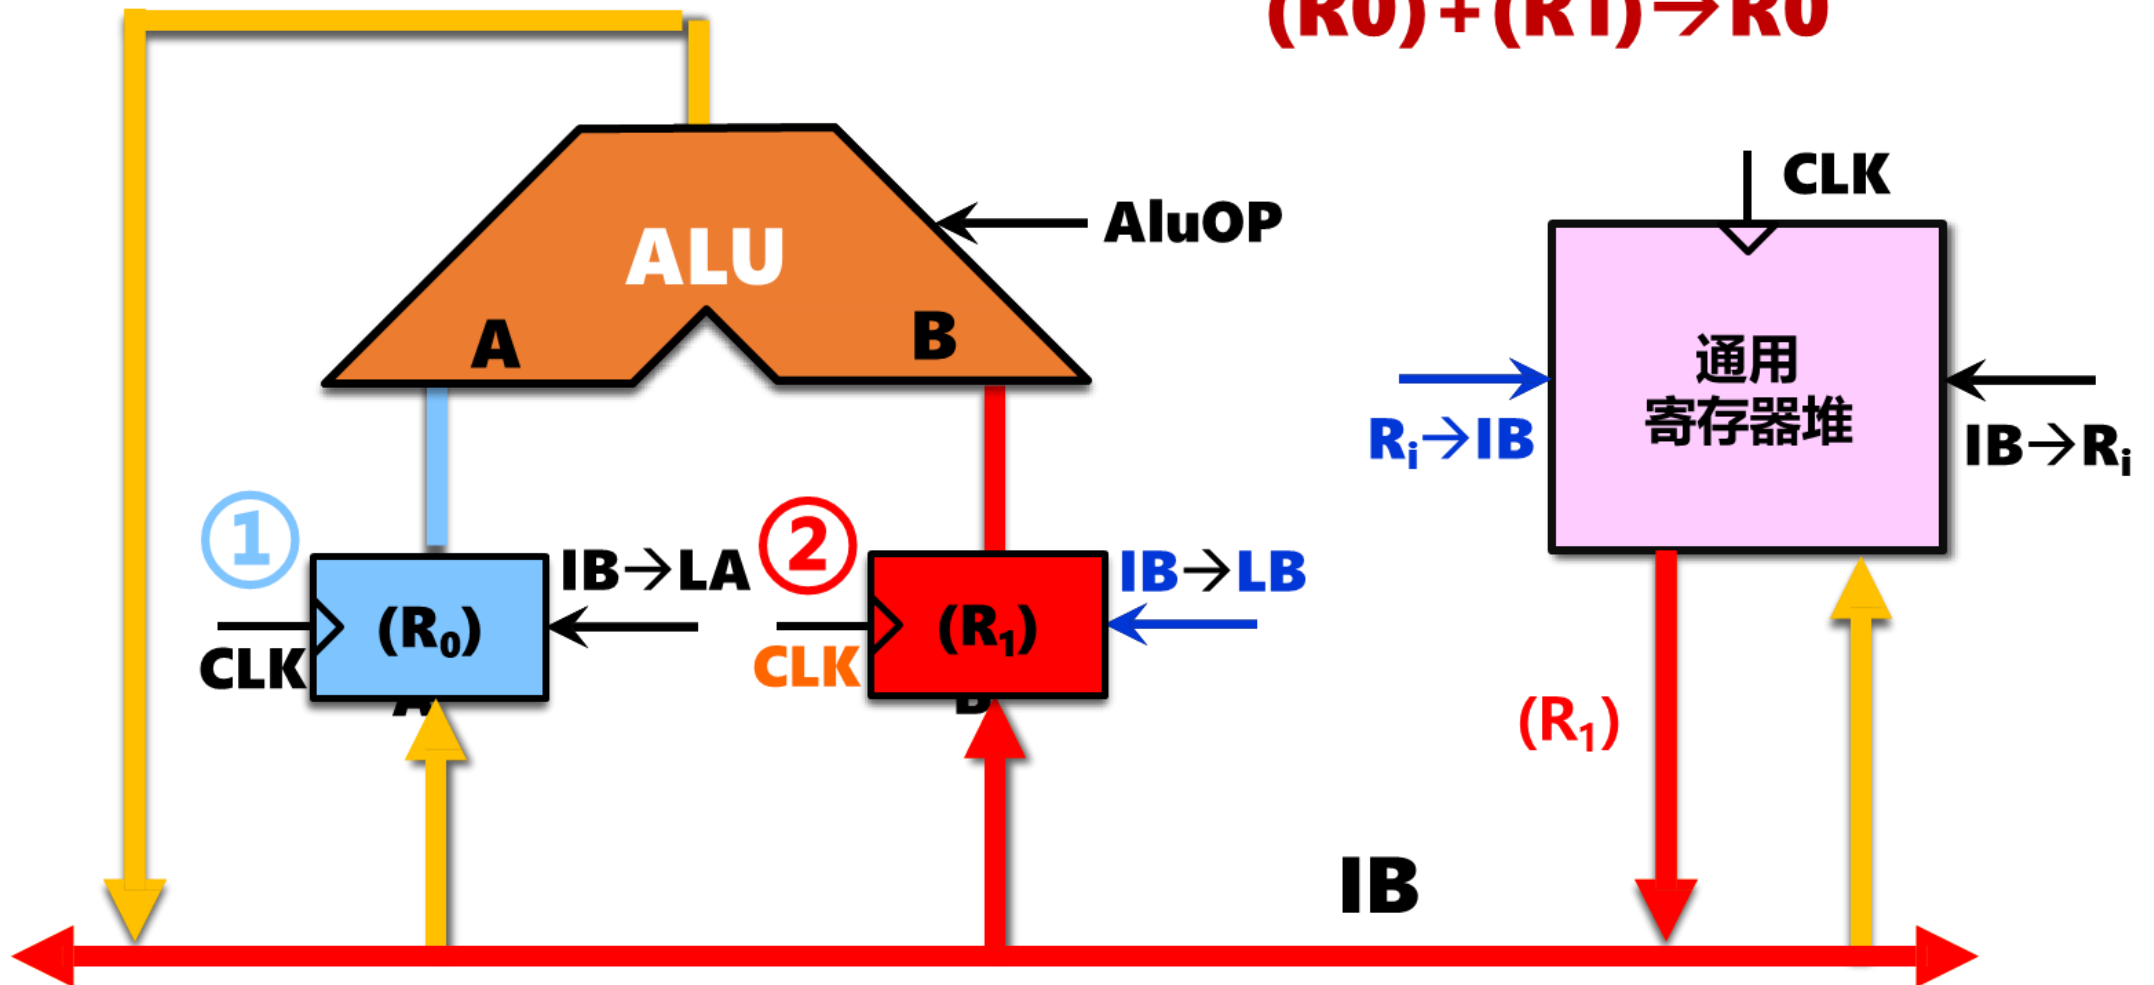 (R0)+(R1)→R0
CLK
AluOP
ALU
A
B
通用
寄存器堆
Rᵢ→IB
IB→Rᵢ
①
IB→LA
②
IB→LB
(R₀)
(R₁)
CLK
CLK
A
B
(R₁)
IB